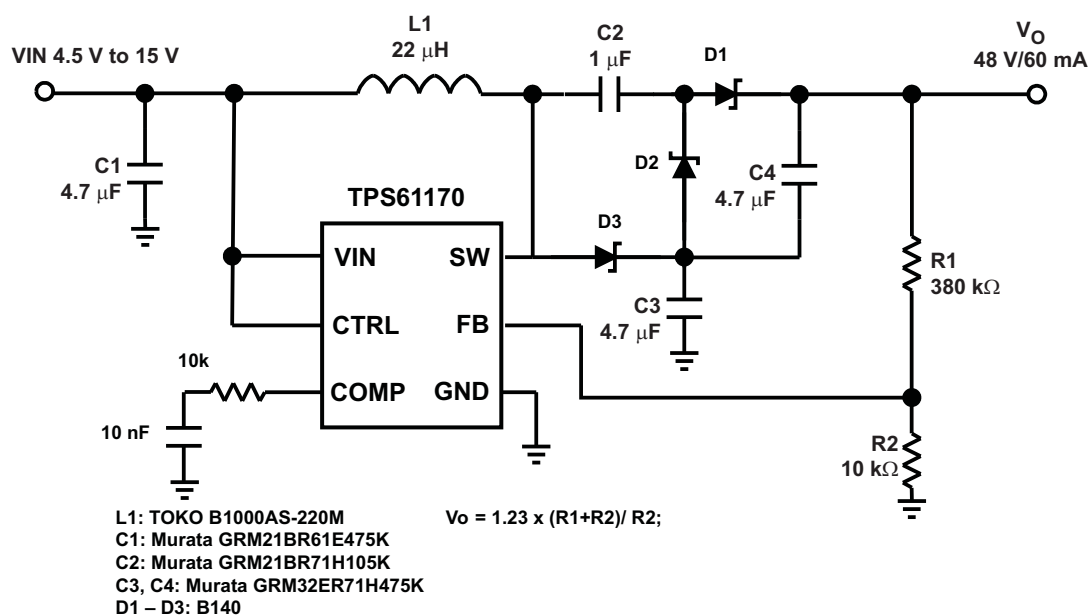 L1
22 μH
C2
1 μF
D1
VO
48 V/60 mA
VIN 4.5 V to 15 V
C1
4.7 μF
D2
C4
4.7 μF
TPS61170
D3
VIN
SW
R1
380 kΩ
C3
4.7 μF
CTRL
FB
10k
COMP
GND
10 nF
R2
10 kΩ
L1: TOKO B1000AS-220M
Vo = 1.23 x (R1+R2)/ R2;
C1: Murata GRM21BR61E475K
C2: Murata GRM21BR71H105K
C3, C4: Murata GRM32ER71H475K
D1 – D3: B140